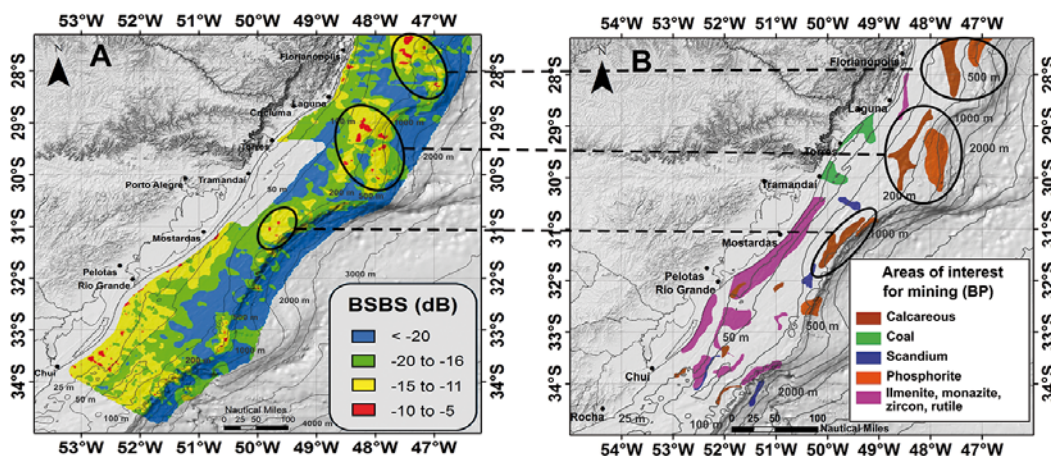 53°W 52°W 51°W 50°W 49°W 48°W 47°W
A
N
Florianopolis
Laguna
Criciuma
Torres
Tramandaí
Porto Alegre
Mostardas
Pelotas
Rio Grande
Chuí
50 m
200 m
500 m
2000 m
3000 m
2000 m
1000 m
200 m
25 m
50 m
100 m
4000 m
28°S
29°S
30°S
31°S
32°S
33°S
34°S
BSBS (dB)
< -20
-20 to -16
-15 to -11
-10 to -5
Nautical Miles
0 25 50 100
53°W 52°W 51°W 50°W 49°W 48°W 47°W
54°W 53°W 52°W 51°W 50°W 49°W 48°W 47°W
B
N
Florianopolis
Laguna
Torres
Tramandaí
Mostardas
Pelotas
Rio Grande
Chuí
Rocha
500 m
1000 m
2000 m
200 m
1000 m
500 m
50 m
2000 m
25 m
100 m
28°S
29°S
30°S
31°S
32°S
33°S
34°S
Areas of interest
for mining (BP)
Calcareous
Coal
Scandium
Phosphorite
Ilmenite, monazite,
zircon, rutile
0 25 50 100
Nautical Miles
54°W 53°W 52°W 51°W 50°W 49°W 48°W 47°W